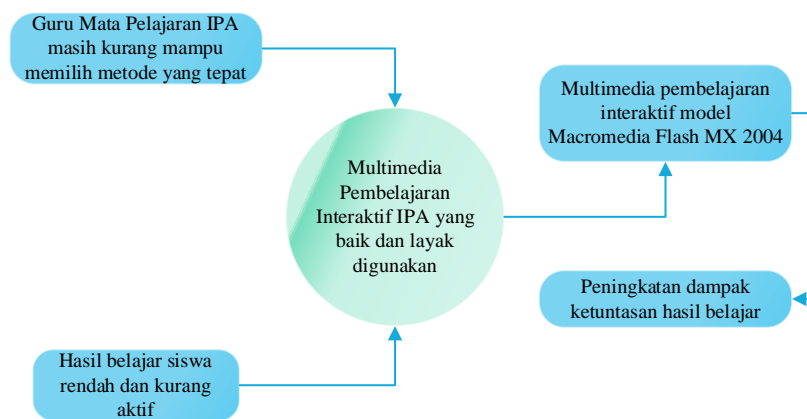 Guru Mata Pelajaran IPA
masih kurang mampu
memilih metode yang tepat
Multimedia
Pembelajaran
Interaktif IPA yang
baik dan layak
digunakan
Multimedia pembelajaran
interaktif model
Macromedia Flash MX 2004
Peningkatan dampak
ketuntasan hasil belajar
Hasil belajar siswa
rendah dan kurang
aktif